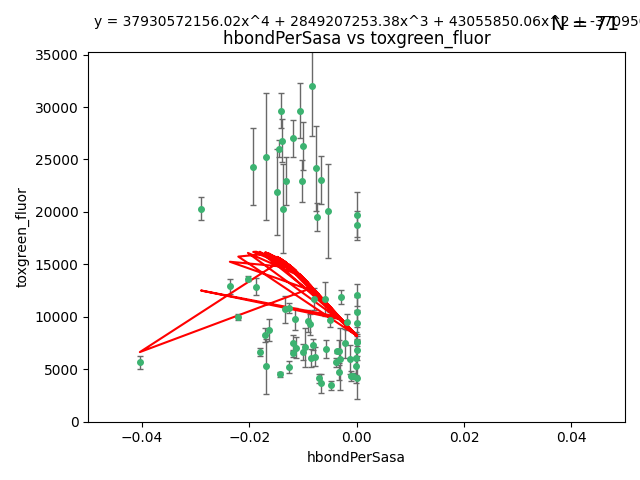 y = 37930572156.02x^4 + 2849207253.38x^3 + 43055850.06x^2 +
N = 71
hbondPerSasa vs toxgreen_fluor
35000
30000
25000
20000
15000
10000
5000
0
toxgreen_fluor
−0.04 −0.02 0.00 0.02 0.04
hbondPerSasa